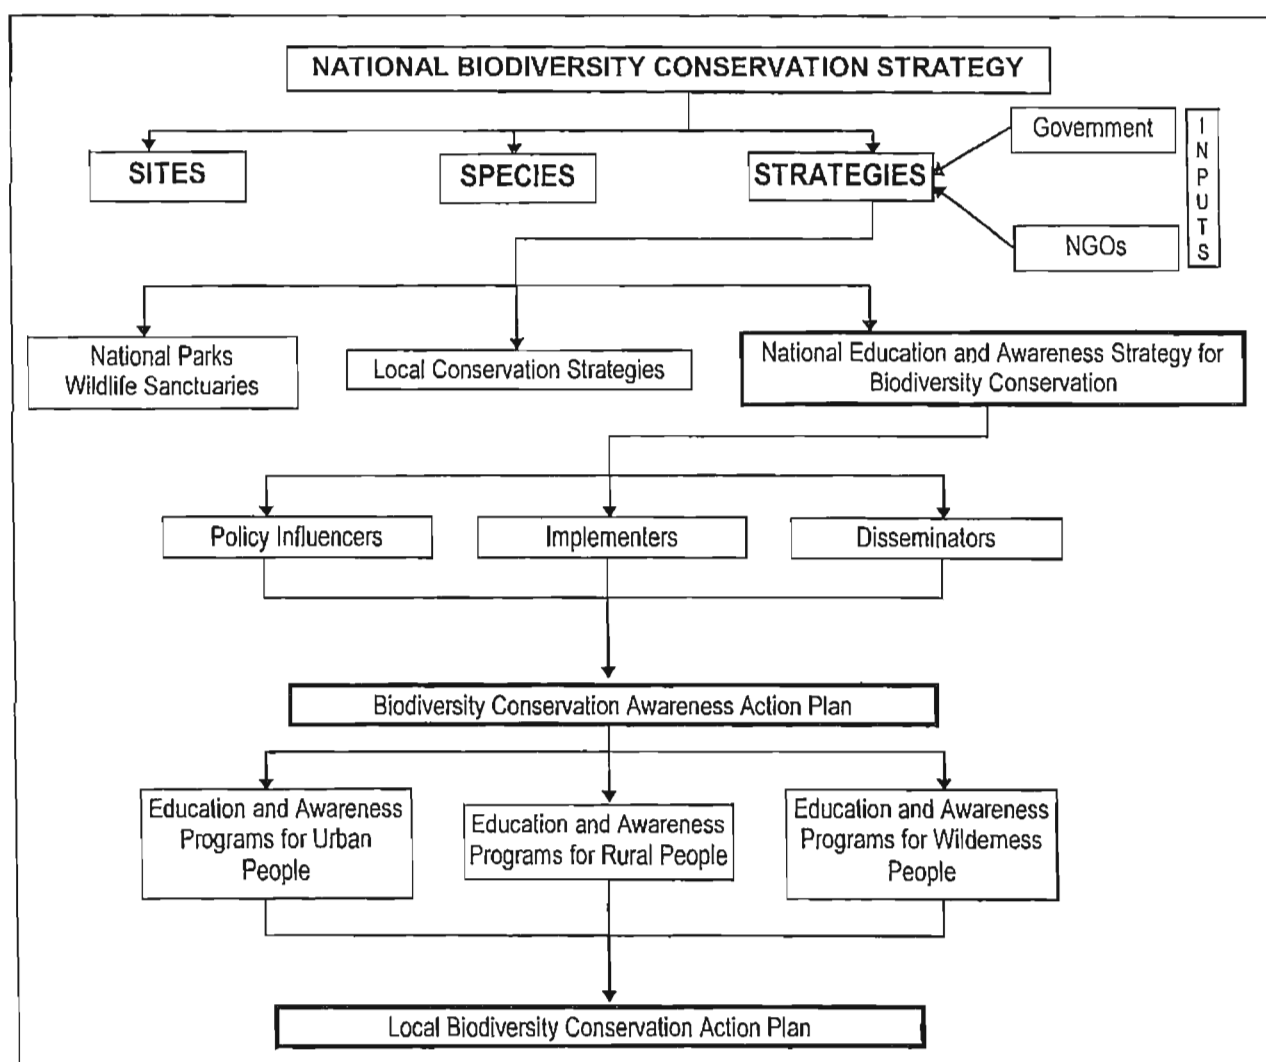 NATIONAL BIODIVERSITY CONSERVATION STRATEGY
Government
INPUTS
SITES
SPECIES
STRATEGIES
NGOs
National Parks
Wildlife Sanctuaries
Local Conservation Strategies
National Education and Awareness Strategy for
Biodiversity Conservation
Policy Influencers
Implementers
Disseminators
Biodiversity Conservation Awareness Action Plan
Education and Awareness
Programs for Urban
People
Education and Awareness
Programs for Rural People
Education and Awareness
Programs for Wilderness
People
Local Biodiversity Conservation Action Plan